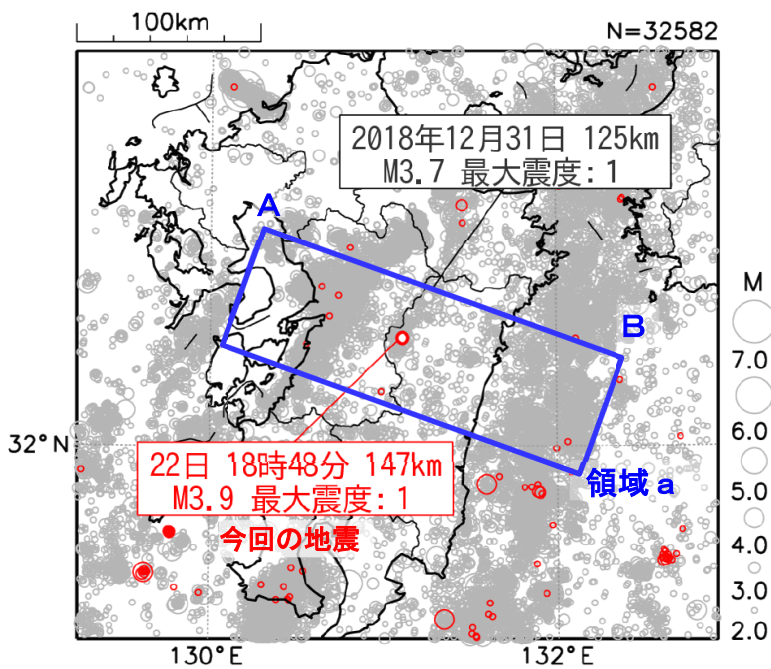 100km
N=32582
2018年12月31日 125km
M3.7 最大震度:1
A
B
M
7.0
6.0
5.0
4.0
3.0
2.0
32°N
22日 18時48分 147km
M3.9 最大震度:1
今回の地震
領域a
130°E
132°E